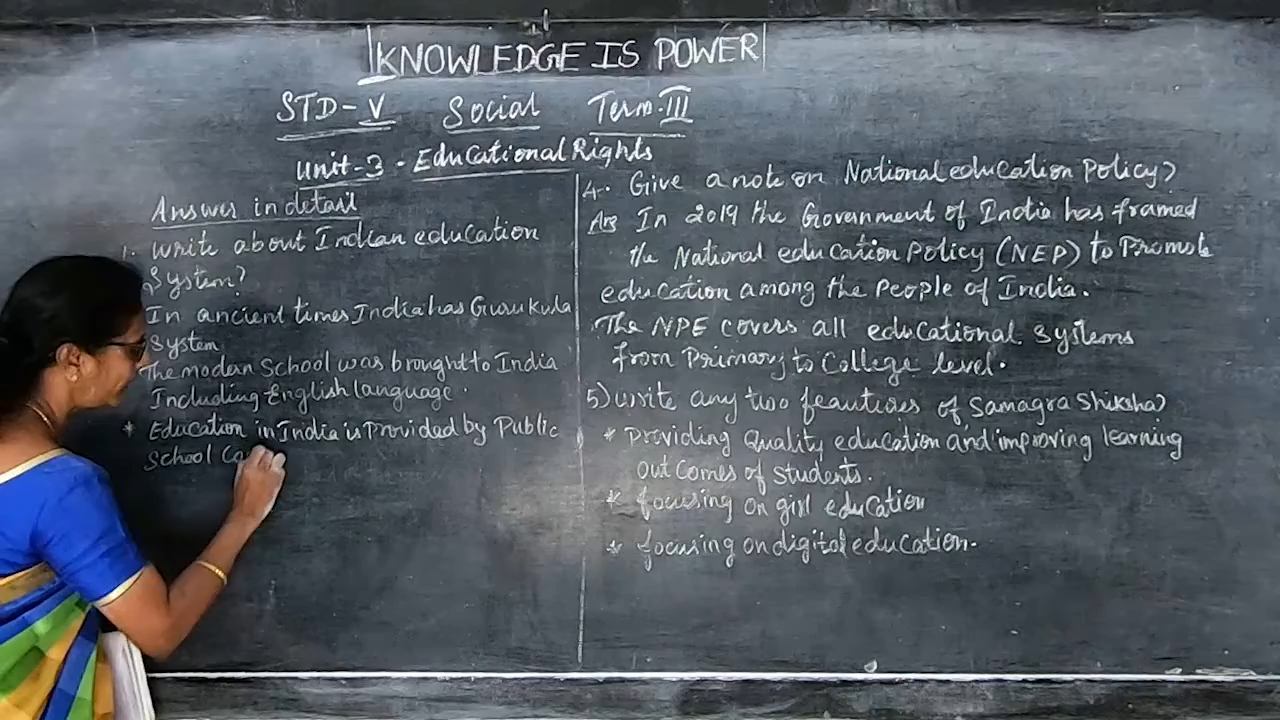 KNOWLEDGE IS POWER
STD-V Social Term-III
Unit-3 - Educational Rights
Answer in detail
1. Write about Indian education
System?
In ancient times India has Gurukula
System
The modern School was brought to India
Including English language.
* Education in India is Provided by Public
School Ca
4. Give a note on National education Policy?
Ans In 2019 the Government of India has framed
the National education Policy (NEP) to Promote
education among the People of India.
The NPE covers all educational systems
from Primary to College level.
5) Write any two feautures of Samagra Shiksha?
* Providing Quality education and improving learning
out comes of students.
* focusing on girl education
* focusing on digital education.